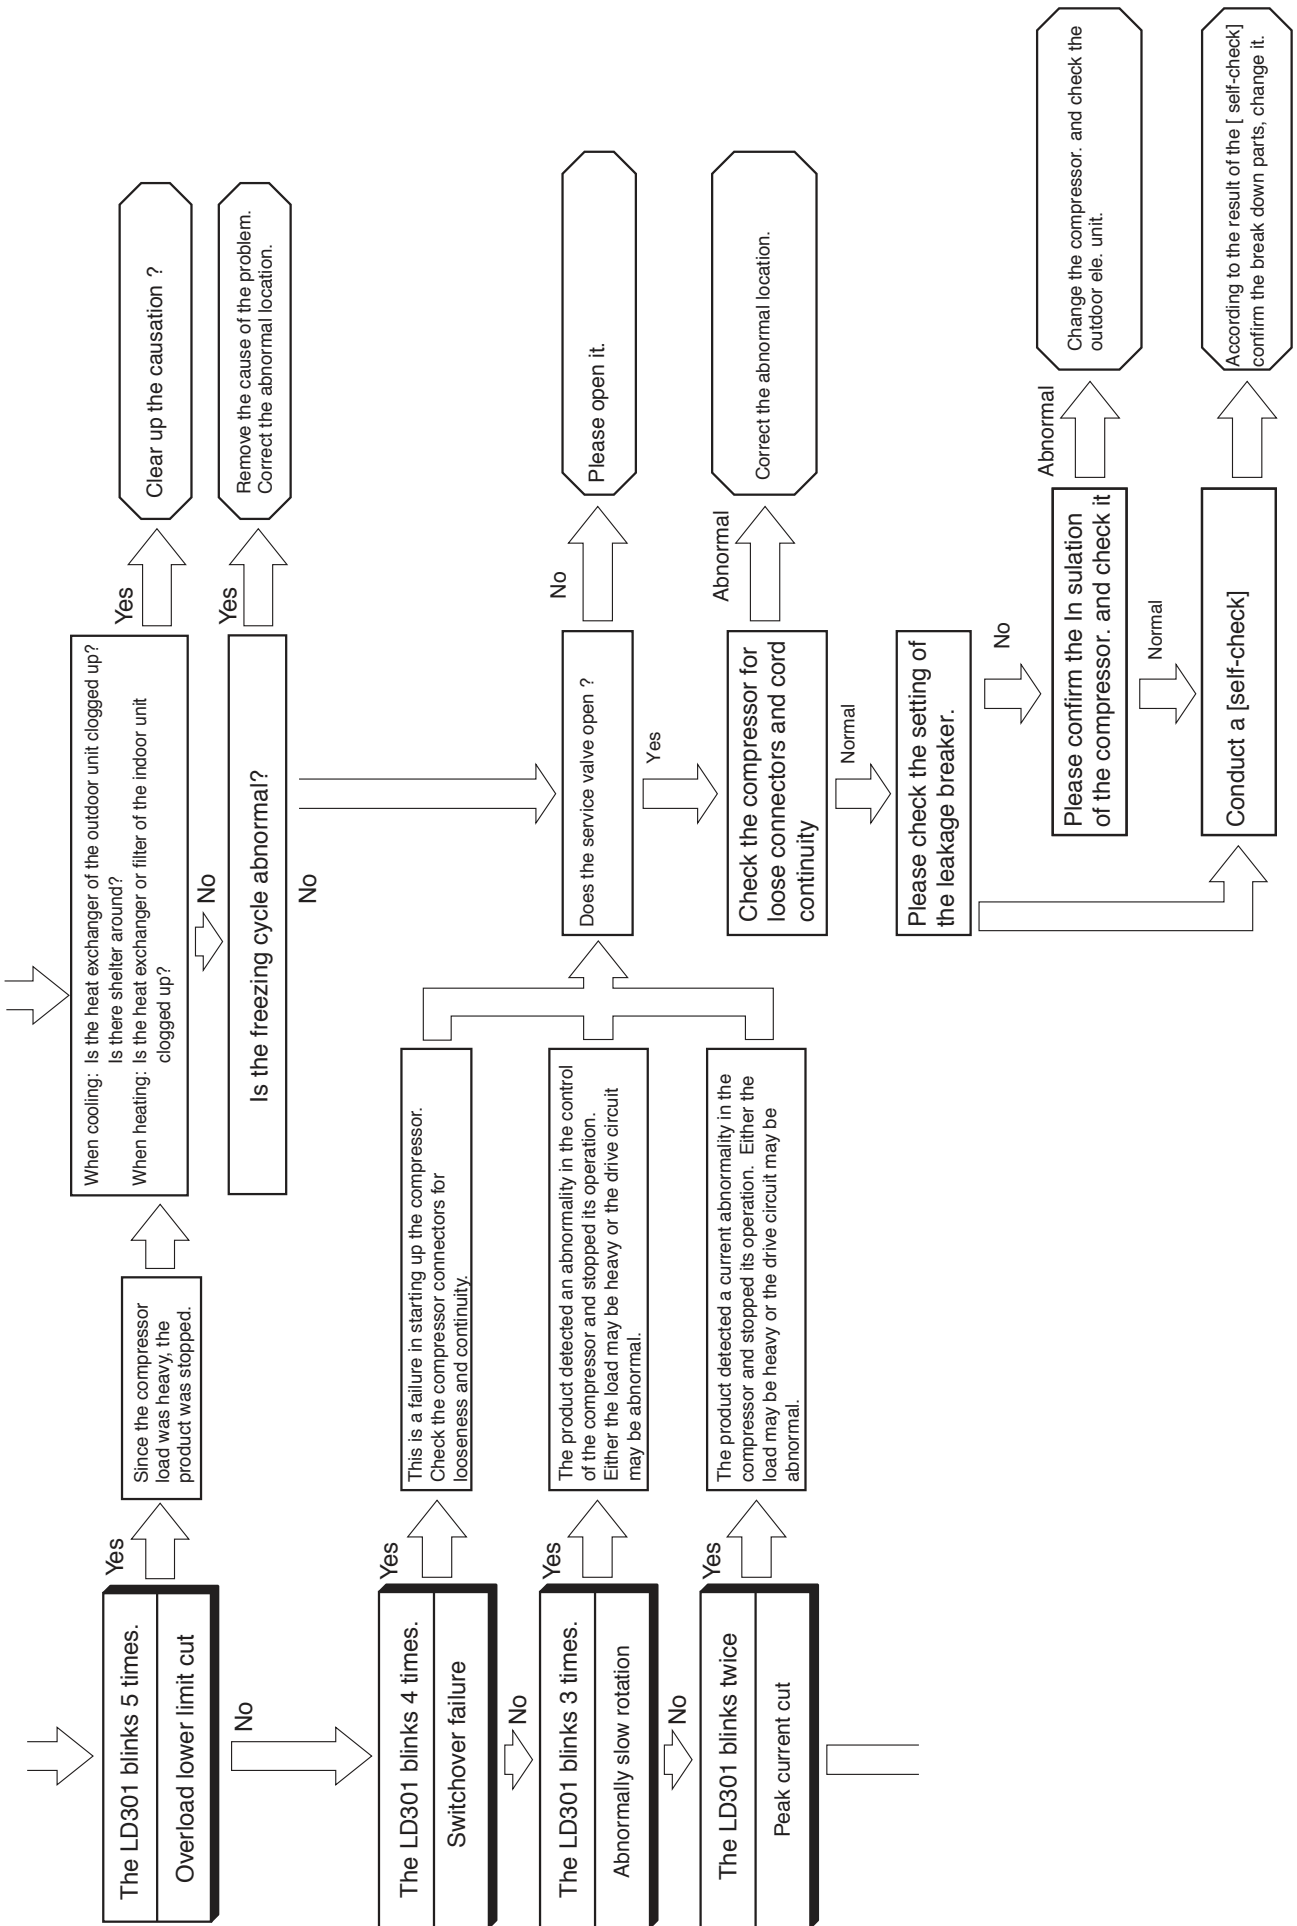 The LD301 blinks 5 times.
Overload lower limit cut
Yes
Since the compressor
load was heavy, the
product was stopped.
When cooling: Is the heat exchanger of the outdoor unit clogged up?
Is there shelter around?
When heating: Is the heat exchanger or filter of the indoor unit
clogged up?
Yes
Clear up the causation ?
No
Is the freezing cycle abnormal?
Yes
Remove the cause of the problem.
Correct the abnormal location.
No
No
The LD301 blinks 4 times.
Switchover failure
Yes
This is a failure in starting up the compressor.
Check the compressor connectors for
looseness and continuity.
No
The LD301 blinks 3 times.
Abnormally slow rotation
Yes
The product detected an abnormality in the control
of the compressor and stopped its operation.
Either the load may be heavy or the drive circuit
may be abnormal.
No
The LD301 blinks twice
Peak current cut
Yes
The product detected a current abnormality in the
compressor and stopped its operation. Either the
load may be heavy or the drive circuit may be
abnormal.
Does the service valve open ?
No
Please open it.
Yes
Check the compressor for
loose connectors and cord
continuity
Abnormal
Correct the abnormal location.
Normal
Please check the setting of
the leakage breaker.
No
Please confirm the In sulation
of the compressor. and check it
Abnormal
Change the compressor. and check the
outdoor ele. unit.
Normal
Conduct a [self-check]
According to the result of the [ self-check]
confirm the break down parts, change it.